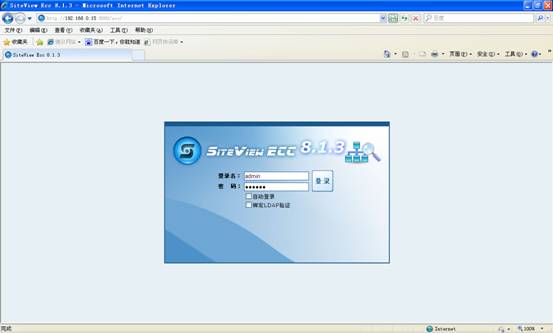 SiteView Ecc 8.1.3 - Microsoft Internet Explorer
http://192.168.0.15:8080/ecc/
百度
文件(F) 编辑(E) 查看(V) 收藏夹(A) 工具(T) 帮助(H)
收藏夹 建议网站 百度一下，你就知道 网页快讯库
SiteView Ecc 8.1.3
页面(P) 安全(S) 工具(O)
SITEVIEW ECC 8.1.3
登录名： admin
密 码： ●●●●●●
登 录
自动登录
绑定LDAP验证
完成
Internet
100%